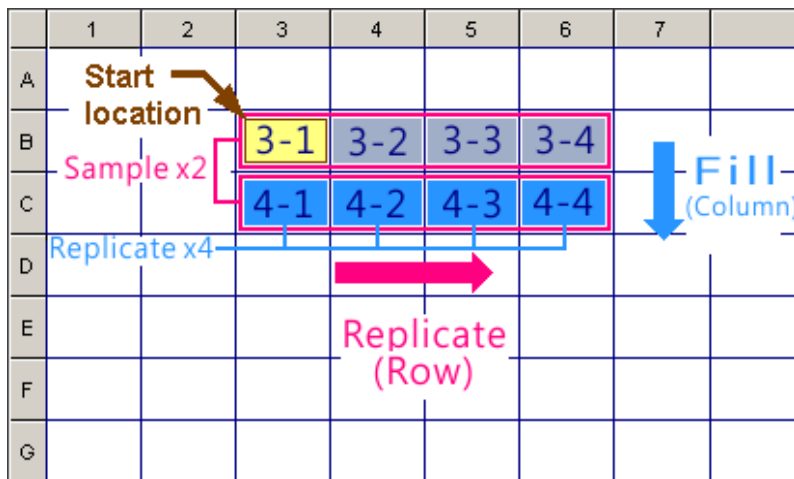 1 2 3 4 5 6 7
A
Start
location
B
3-1 3-2 3-3 3-4
Sample x2
Fill
(Column)
C
4-1 4-2 4-3 4-4
Replicate x4
D
Replicate
(Row)
E
F
G